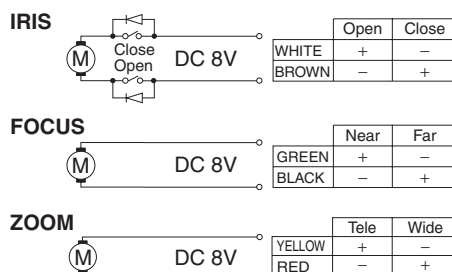 IRIS
Open Close
Close
Open
M
DC 8V
WHITE + −
BROWN − +
FOCUS
Near Far
M
DC 8V
GREEN + −
BLACK − +
ZOOM
Tele Wide
M
DC 8V
YELLOW + −
RED − +